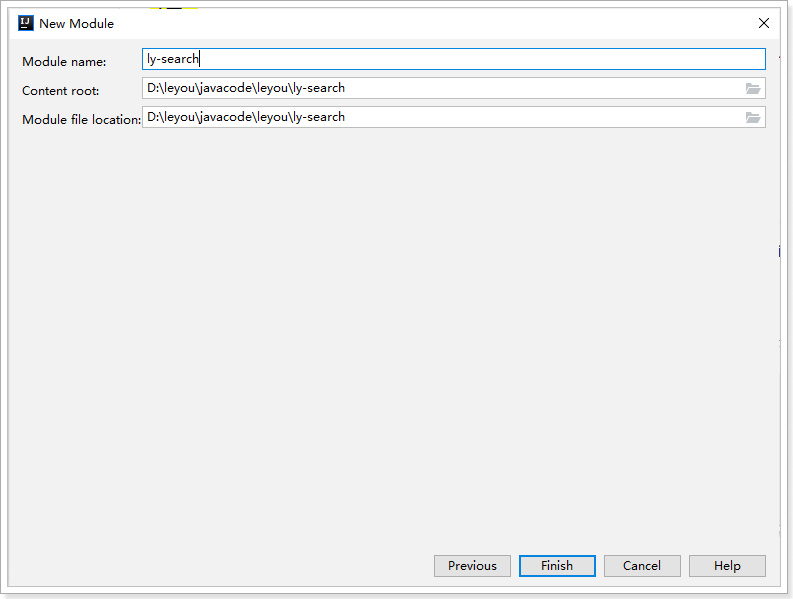 New Module
Module name: ly-search
Content root: D:\leyou\javacode\leyou\ly-search
Module file location: D:\leyou\javacode\leyou\ly-search
Previous Finish Cancel Help